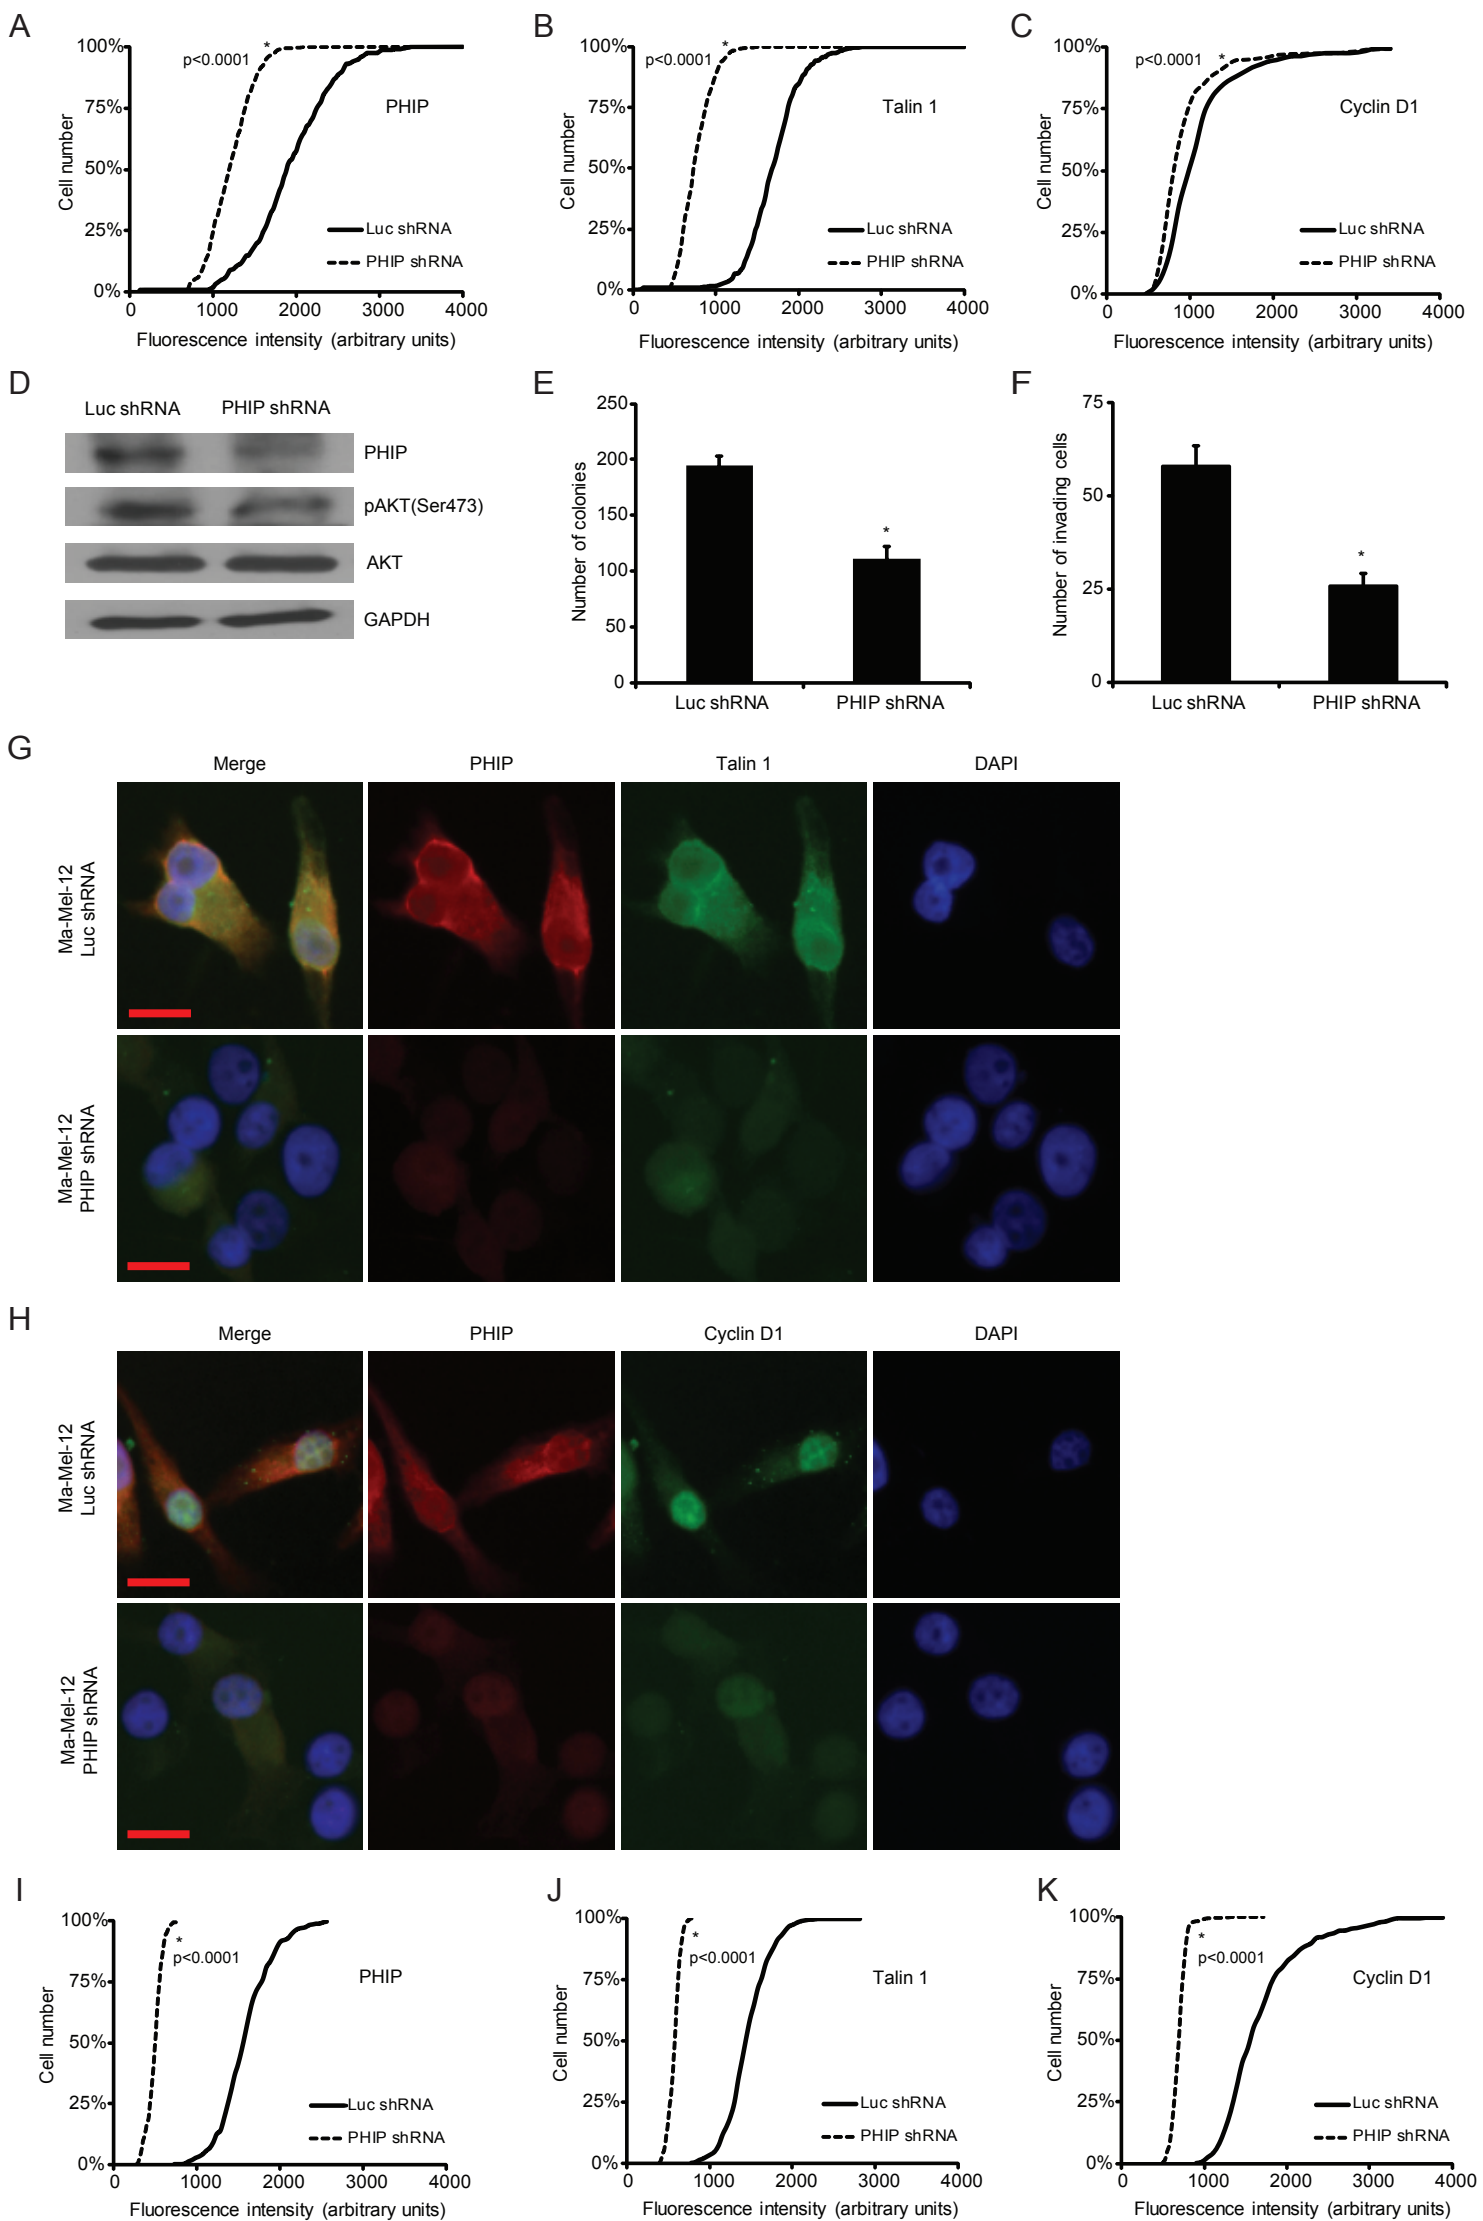 A
100%
75%
50%
25%
0%
p<0.0001
*
PHIP
Luc shRNA
PHIP shRNA
Cell number
0 1000 2000 3000 4000
Fluorescence intensity (arbitrary units)
B
100%
75%
50%
25%
0%
p<0.0001
*
Talin 1
Luc shRNA
PHIP shRNA
Cell number
0 1000 2000 3000 4000
Fluorescence intensity (arbitrary units)
C
100%
75%
50%
25%
0%
p<0.0001
*
Cyclin D1
Luc shRNA
PHIP shRNA
Cell number
0 1000 2000 3000 4000
Fluorescence intensity (arbitrary units)
D
Luc shRNA PHIP shRNA
PHIP
pAKT(Ser473)
AKT
GAPDH
E
250
200
150
100
50
0
Number of colonies
*
Luc shRNA PHIP shRNA
F
75
50
25
0
Number of invading cells
*
Luc shRNA PHIP shRNA
G
Merge PHIP Talin 1 DAPI
Ma-Mel-12
Luc shRNA
Ma-Mel-12
PHIP shRNA
H
Merge PHIP Cyclin D1 DAPI
Ma-Mel-12
Luc shRNA
Ma-Mel-12
PHIP shRNA
I
100%
75%
50%
25%
0%
*
p<0.0001
PHIP
Luc shRNA
PHIP shRNA
Cell number
0 1000 2000 3000 4000
Fluorescence intensity (arbitrary units)
J
100%
75%
50%
25%
0%
*
p<0.0001
Talin 1
Luc shRNA
PHIP shRNA
Cell number
0 1000 2000 3000 4000
Fluorescence intensity (arbitrary units)
K
100%
75%
50%
25%
0%
*
p<0.0001
Cyclin D1
Luc shRNA
PHIP shRNA
Cell number
0 1000 2000 3000 4000
Fluorescence intensity (arbitrary units)